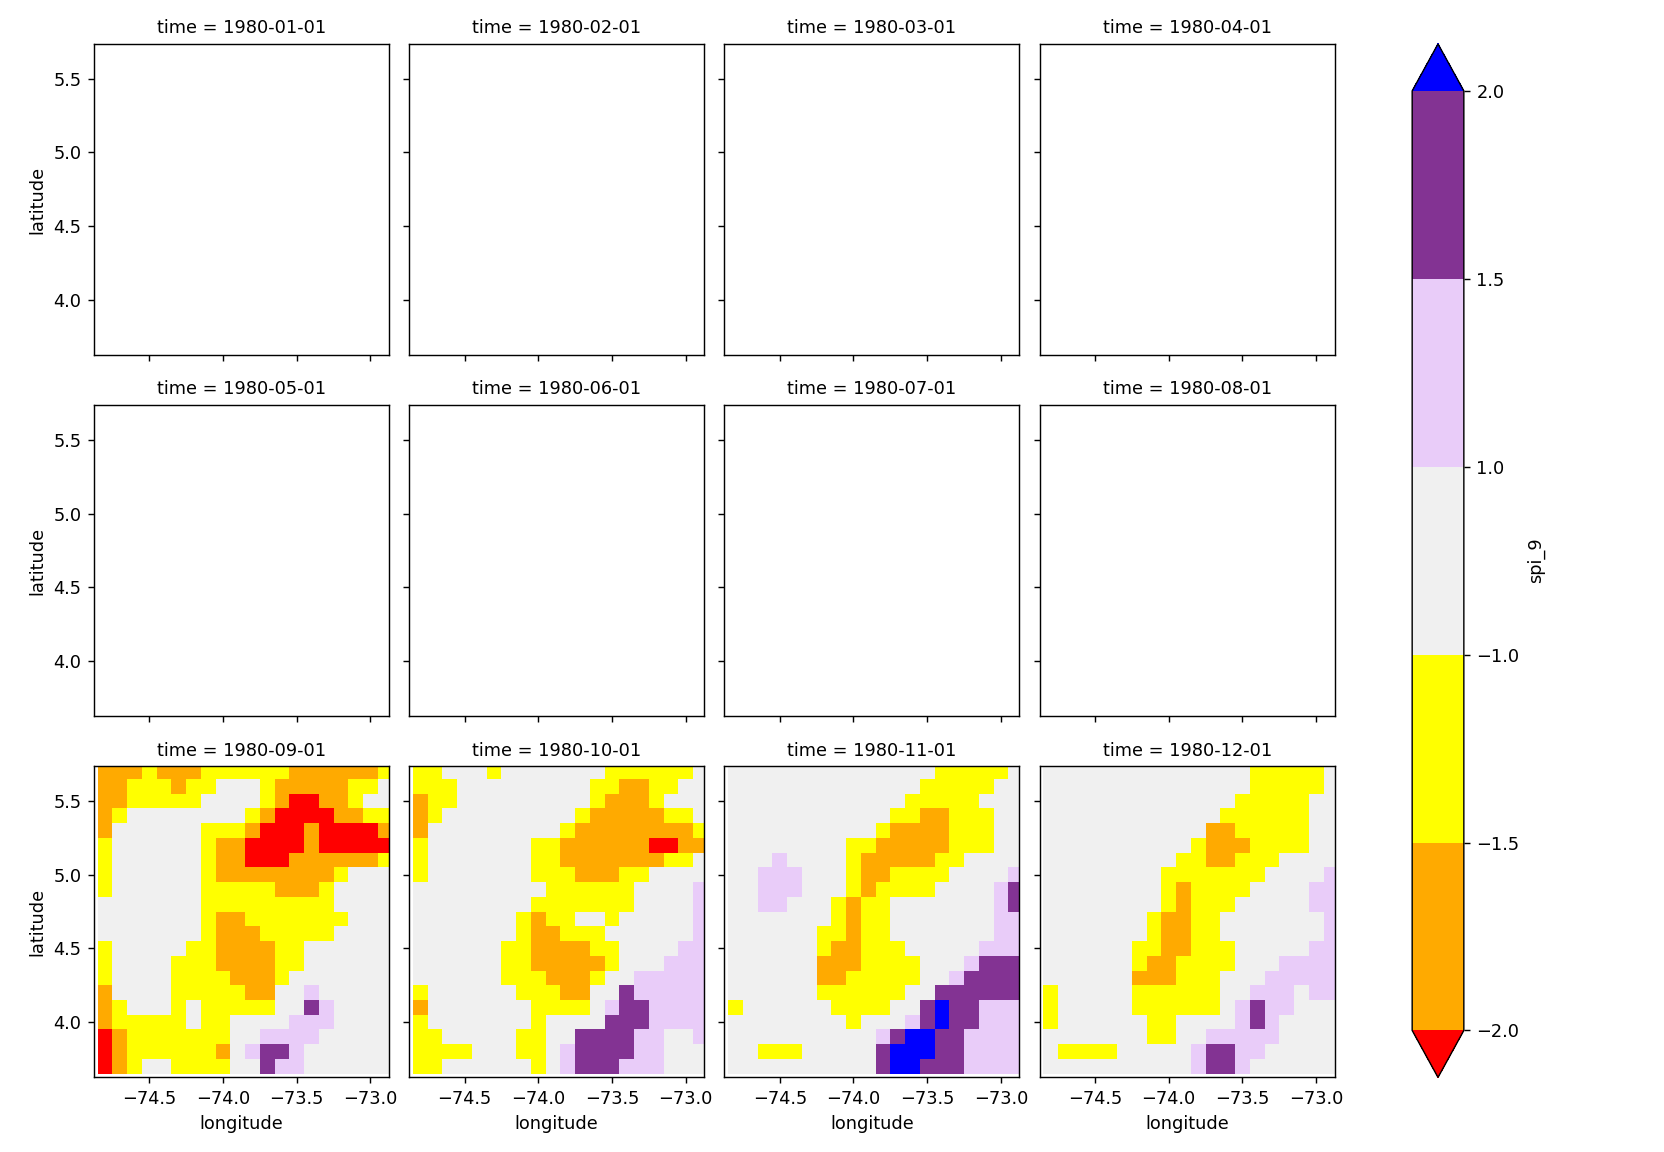 time = 1980-01-01
time = 1980-02-01
time = 1980-03-01
time = 1980-04-01
5.5
5.0
4.5
4.0
latitude
time = 1980-05-01
time = 1980-06-01
time = 1980-07-01
time = 1980-08-01
5.5
5.0
4.5
4.0
latitude
time = 1980-09-01
time = 1980-10-01
time = 1980-11-01
time = 1980-12-01
5.5
5.0
4.5
4.0
latitude
−74.5 −74.0 −73.5 −73.0
longitude
−74.5 −74.0 −73.5 −73.0
longitude
−74.5 −74.0 −73.5 −73.0
longitude
−74.5 −74.0 −73.5 −73.0
longitude
2.0
1.5
1.0
−1.0
−1.5
−2.0
spi_9